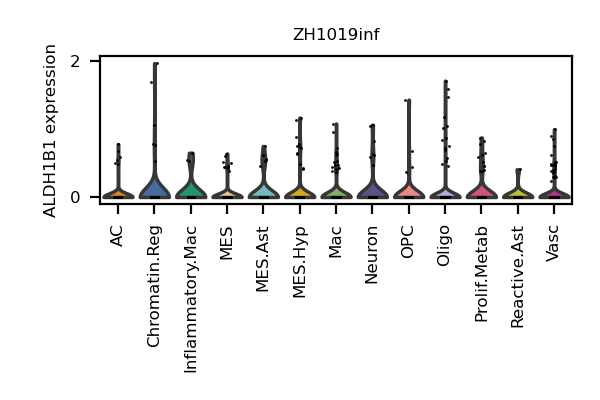 ZH1019inf
ALDH1B1 expression
2
0
AC
Chromatin.Reg
Inflammatory.Mac
MES
MES.Ast
MES.Hyp
Mac
Neuron
OPC
Oligo
Prolif.Metab
Reactive.Ast
Vasc